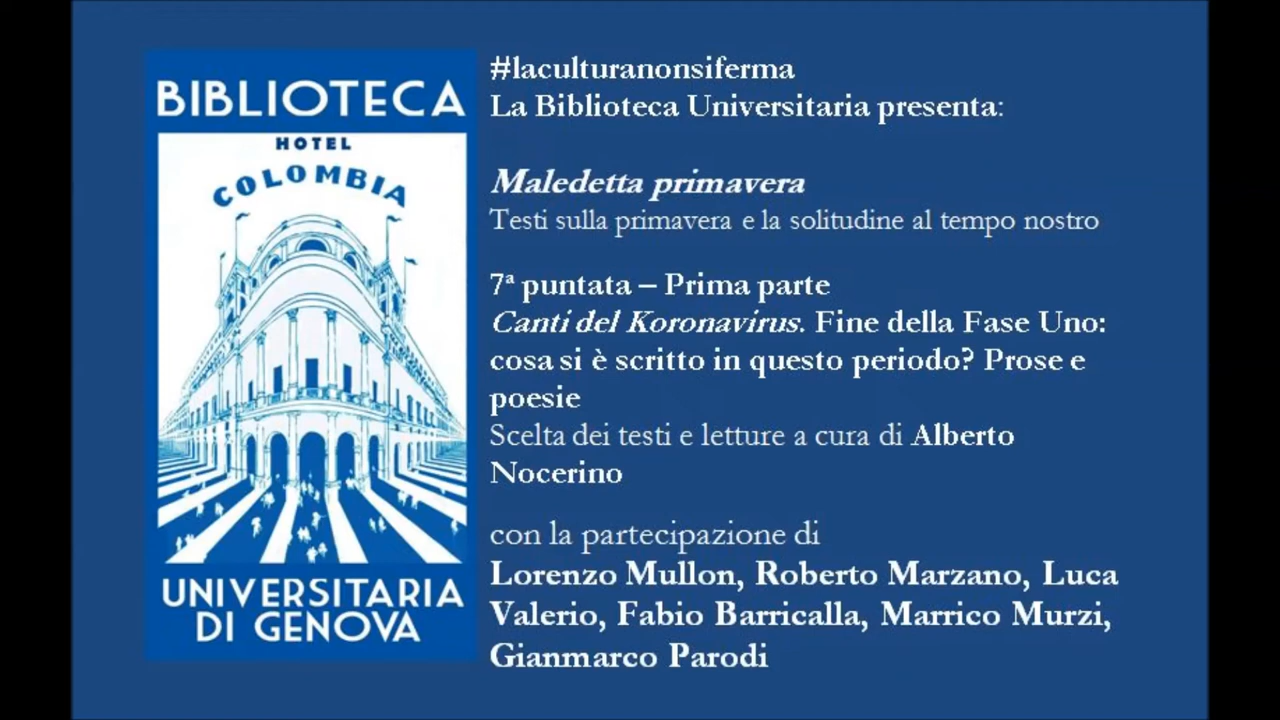 BIBLIOTECA
HOTEL
COLOMBIA
UNIVERSITARIA
DI GENOVA
#laculturanonsiferma
La Biblioteca Universitaria presenta:
Maledetta primavera
Testi sulla primavera e la solitudine al tempo nostro
7ª puntata – Prima parte
Canti del Koronavirus. Fine della Fase Uno:
cosa si è scritto in questo periodo? Prose e
poesie
Scelta dei testi e letture a cura di Alberto
Nocerino
con la partecipazione di
Lorenzo Mullon, Roberto Marzano, Luca
Valerio, Fabio Barricalla, Marrico Murzi,
Gianmarco Parodi